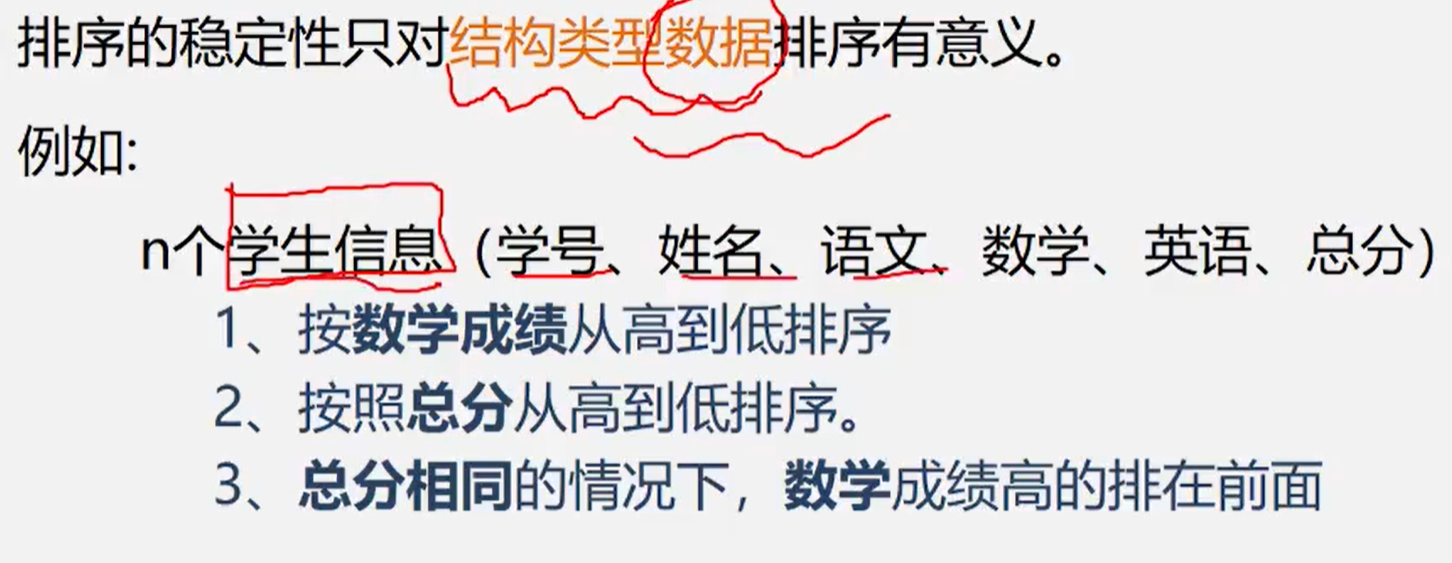 排序的稳定性只对结构类型数据排序有意义。
例如:
n个学生信息（学号、姓名、语文、数学、英语、总分）
1、按数学成绩从高到低排序
2、按照总分从高到低排序。
3、总分相同的情况下，数学成绩高的排在前面